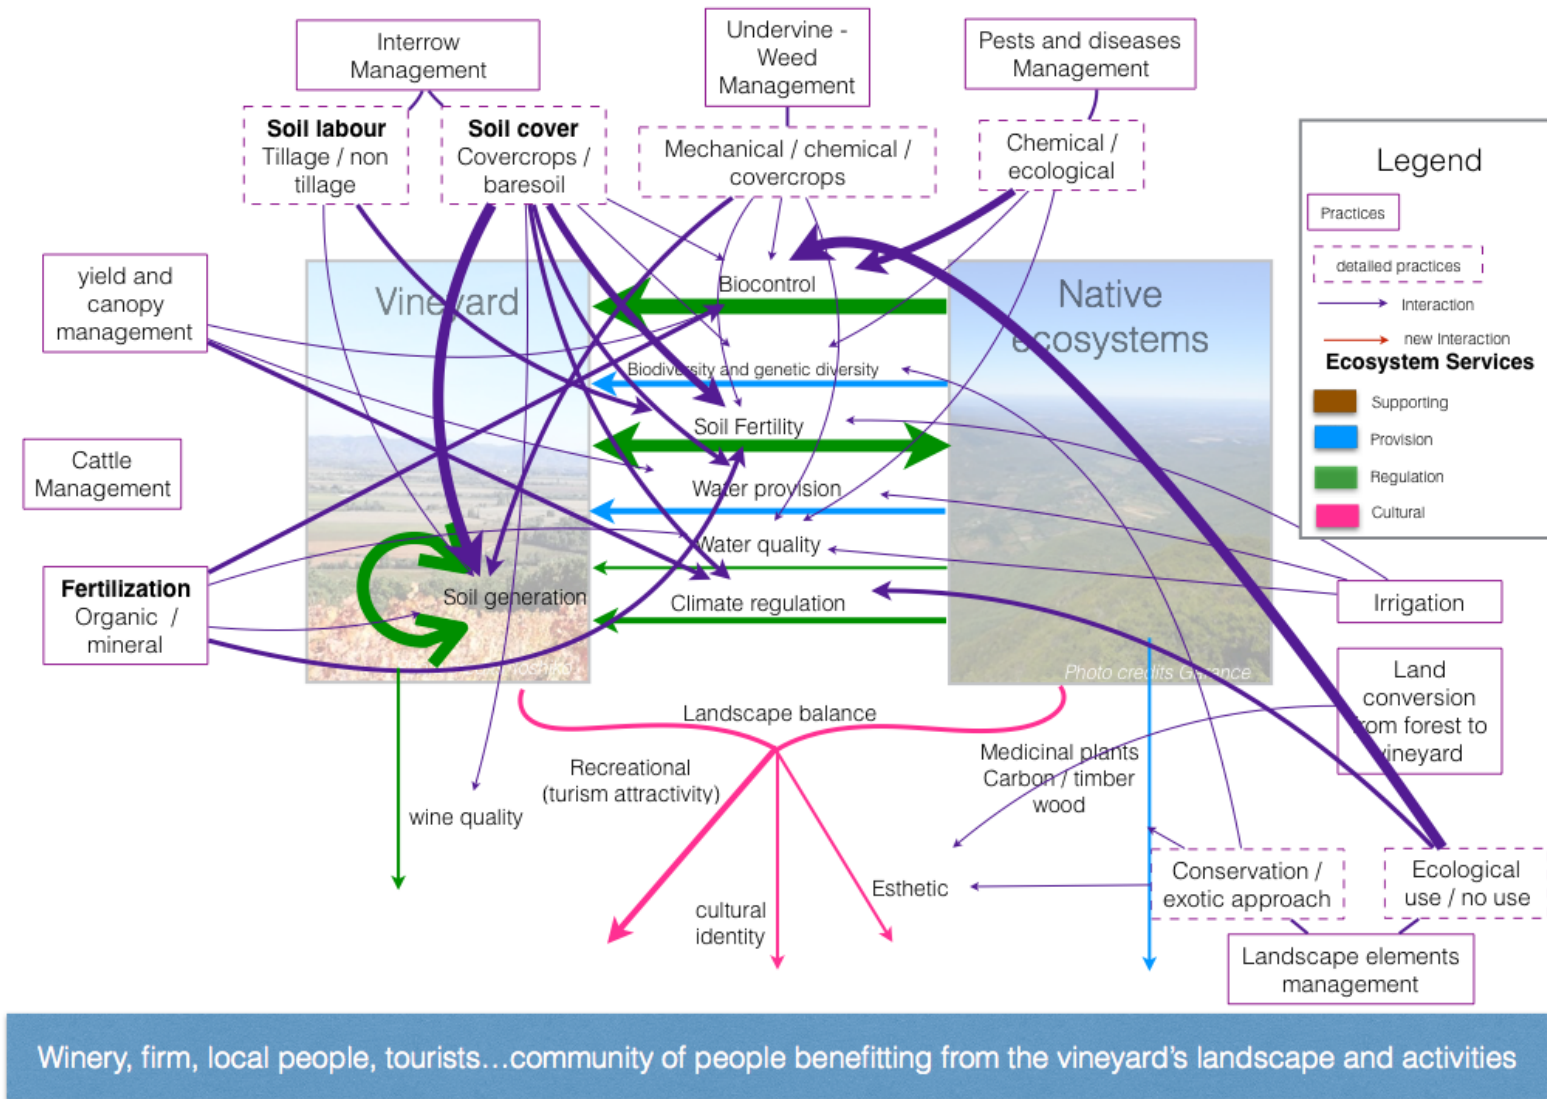 Interrow
Management
Undervine -
Weed
Management
Pests and diseases
Management
Soil labour
Tillage / non
tillage
Soil cover
Covercrops /
baresoil
Mechanical / chemical /
covercrops
Chemical /
ecological
Legend
Practices
detailed practices
Interaction
new Interaction
Ecosystem Services
Supporting
Provision
Regulation
Cultural
yield and
canopy
management
Cattle
Management
Fertilization
Organic /
mineral
Vineyard
Native
ecosystems
Biocontrol
Biodiversity and genetic diversity
Soil Fertility
Water provision
Water quality
Climate regulation
Soil generation
Photo credits
Irrigation
Land
conversion
from forest to
vineyard
Landscape balance
Recreational
(turism attractivity)
wine quality
cultural
identity
Esthetic
Medicinal plants
Carbon / timber
wood
Conservation /
exotic approach
Ecological
use / no use
Landscape elements
management
Winery, firm, local people, tourists...community of people benefitting from the vineyard's landscape and activities